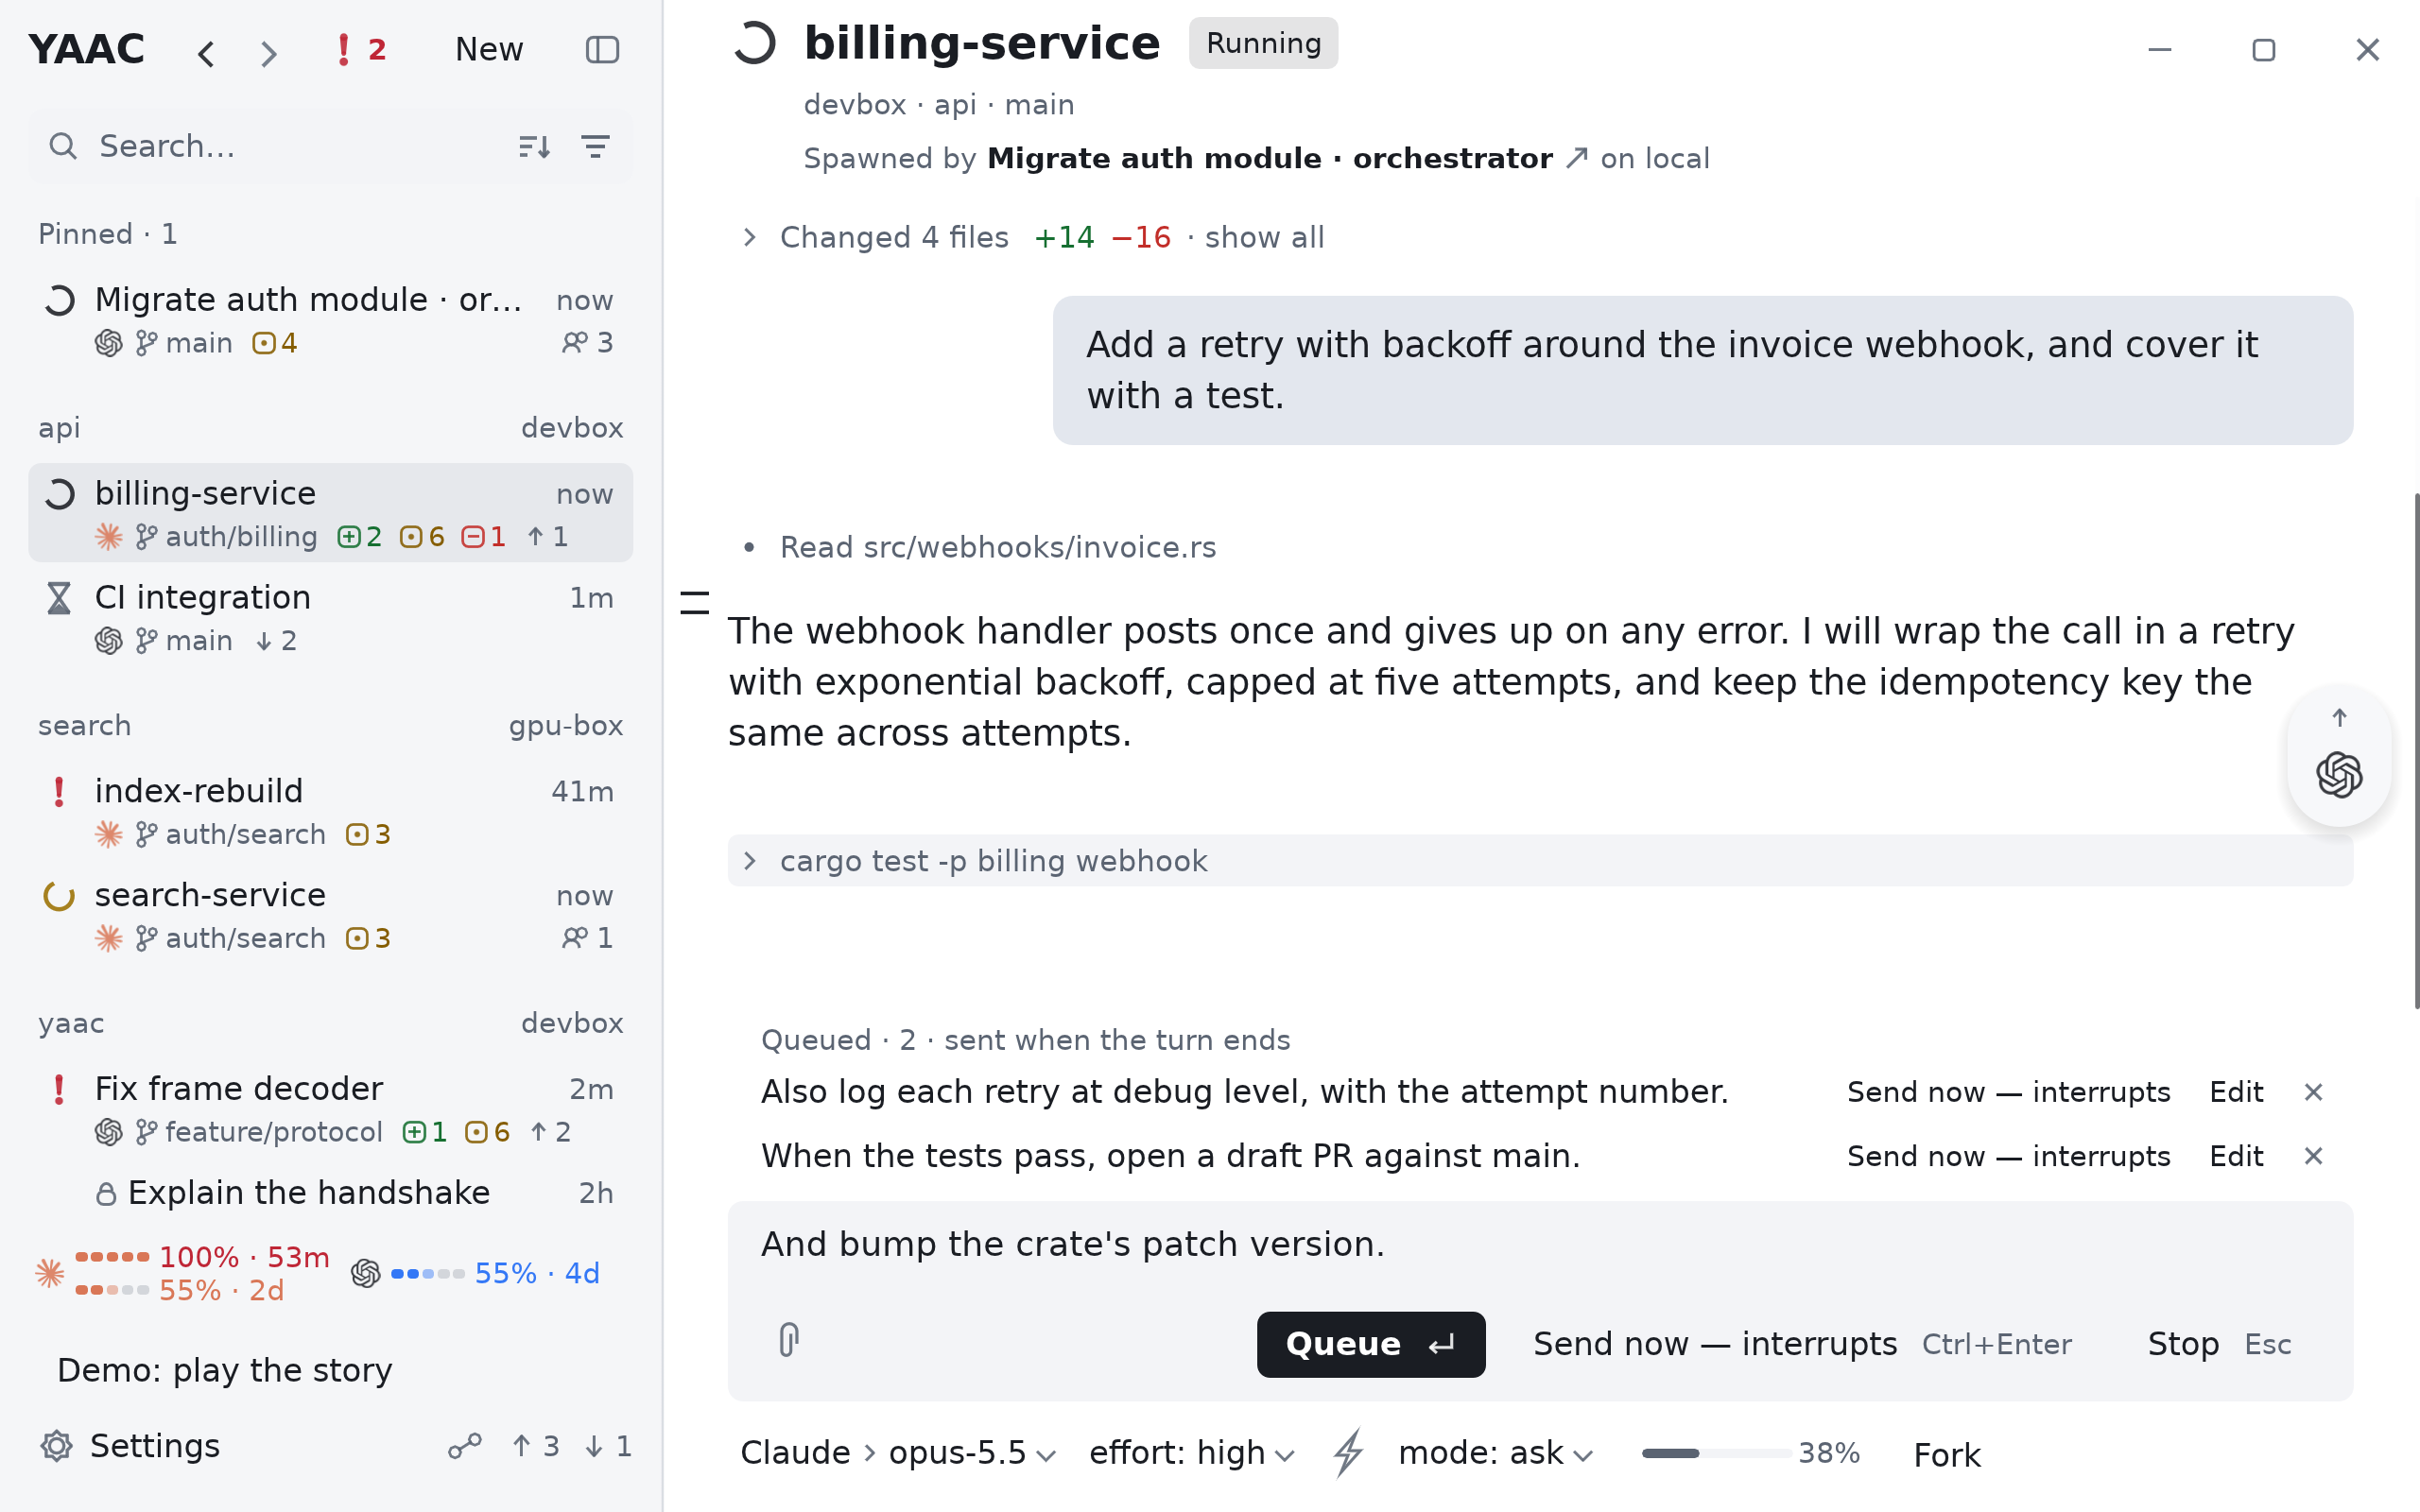 YAAC 2 New
Search…
Pinned · 1
Migrate auth module · or… now
main 4 3
api devbox
billing-service now
auth/billing 2 6 1 ↑ 1
CI integration 1m
main ↓ 2
search gpu-box
index-rebuild 41m
auth/search 3
search-service now
auth/search 3 1
yaac devbox
Fix frame decoder 2m
feature/protocol 1 6 ↑ 2
Explain the handshake 2h
100% · 53m
55% · 2d
55% · 4d
Demo: play the story
Settings ↑ 3 ↓ 1
billing-service Running
devbox · api · main
Spawned by Migrate auth module · orchestrator ↗ on local
Changed 4 files +14 −16 · show all
Add a retry with backoff around the invoice webhook, and cover it
with a test.
• Read src/webhooks/invoice.rs
The webhook handler posts once and gives up on any error. I will wrap the call in a retry
with exponential backoff, capped at five attempts, and keep the idempotency key the
same across attempts.
cargo test -p billing webhook
Queued · 2 · sent when the turn ends
Also log each retry at debug level, with the attempt number. Send now — interrupts Edit ×
When the tests pass, open a draft PR against main. Send now — interrupts Edit ×
And bump the crate's patch version.
Queue Send now — interrupts Ctrl+Enter Stop Esc
Claude › opus-5.5 effort: high mode: ask 38% Fork